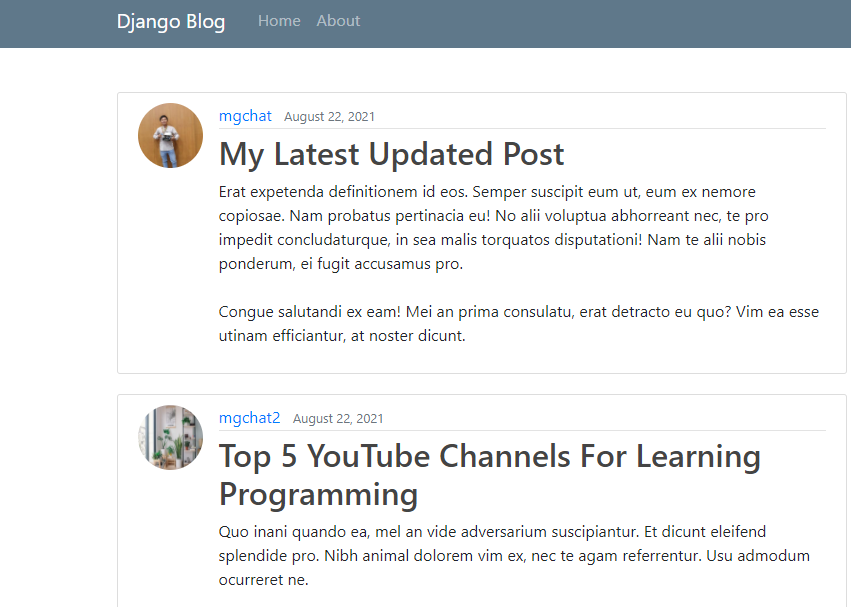 Django Blog Home About
mgchat August 22, 2021
My Latest Updated Post
Erat expetenda definitionem id eos. Semper suscipit eum ut, eum ex nemore
copiosae. Nam probatus pertinacia eu! No alii voluptua abhorreant nec, te pro
impedit concludaturque, in sea malis torquatos disputationi! Nam te alii nobis
ponderum, ei fugit accusamus pro.
Congue salutandi ex eam! Mei an prima consulatu, erat detracto eu quo? Vim ea esse
utinam efficiantur, at noster dicunt.
mgchat2 August 22, 2021
Top 5 YouTube Channels For Learning
Programming
Quo inani quando ea, mel an vide adversarium suscipiantur. Et dicunt eleifend
splendide pro. Nibh animal dolorem vim ex, nec te agam referrentur. Usu admodum
ocurreret ne.